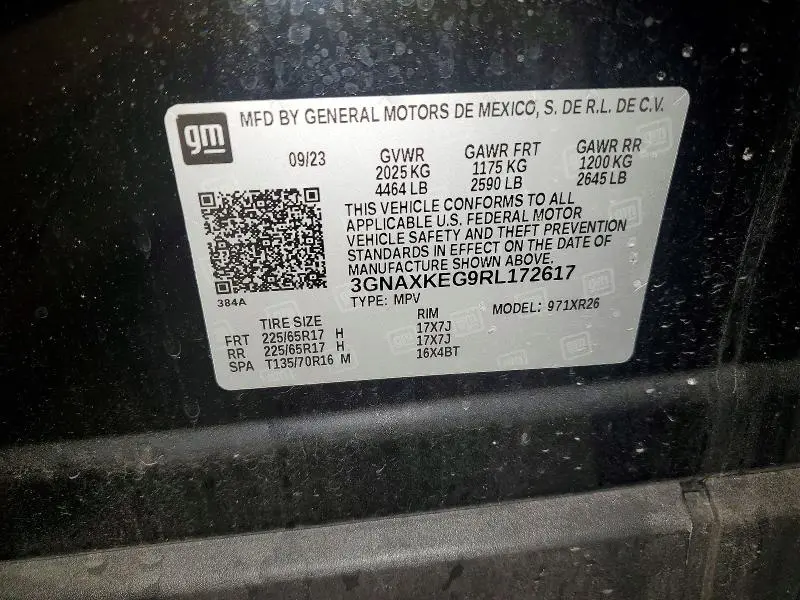 gm MFD BY GENERAL MOTORS DE MEXICO, S. DE R.L. DE C.V.
09/23 GVWR GAWR FRT GAWR RR
2025 KG 1175 KG 1200 KG
4464 LB 2590 LB 2645 LB
THIS VEHICLE CONFORMS TO ALL
APPLICABLE U.S. FEDERAL MOTOR
VEHICLE SAFETY AND THEFT PREVENTION
STANDARDS IN EFFECT ON THE DATE OF
MANUFACTURE SHOWN ABOVE.
3GNAXKEG9RL172617
384A
TYPE: MPV MODEL: 971XR26
TIRE SIZE RIM
FRT 225/65R17 H 17X7J
RR 225/65R17 H 17X7J
SPA T135/70R16 M 16X4BT